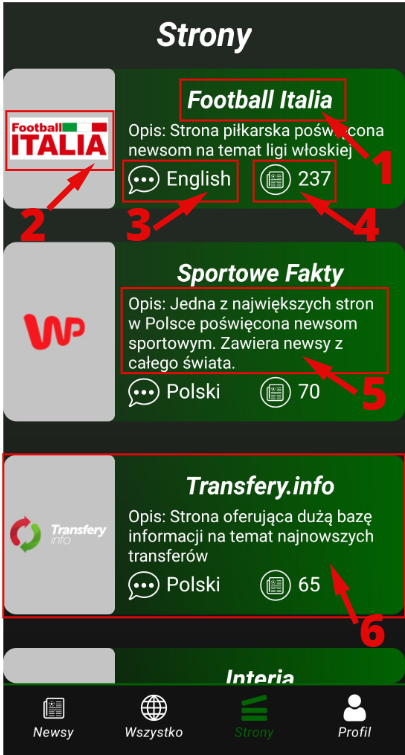 Strony
Football Italia
Football
ITALIA
Opis: Strona piłkarska poświęcona
newsom na temat ligi włoskiej
English 237
1
2
3
4
Sportowe Fakty
WP
Opis: Jedna z największych stron
w Polsce poświęcona newsom
sportowym. Zawiera newsy z
całego świata.
Polski 70
5
Transfery.info
Transfery
info
Opis: Strona oferująca dużą bazę
informacji na temat najnowszych
transferów
Polski 65
6
Interia
Newsy Wszystko Strony Profil